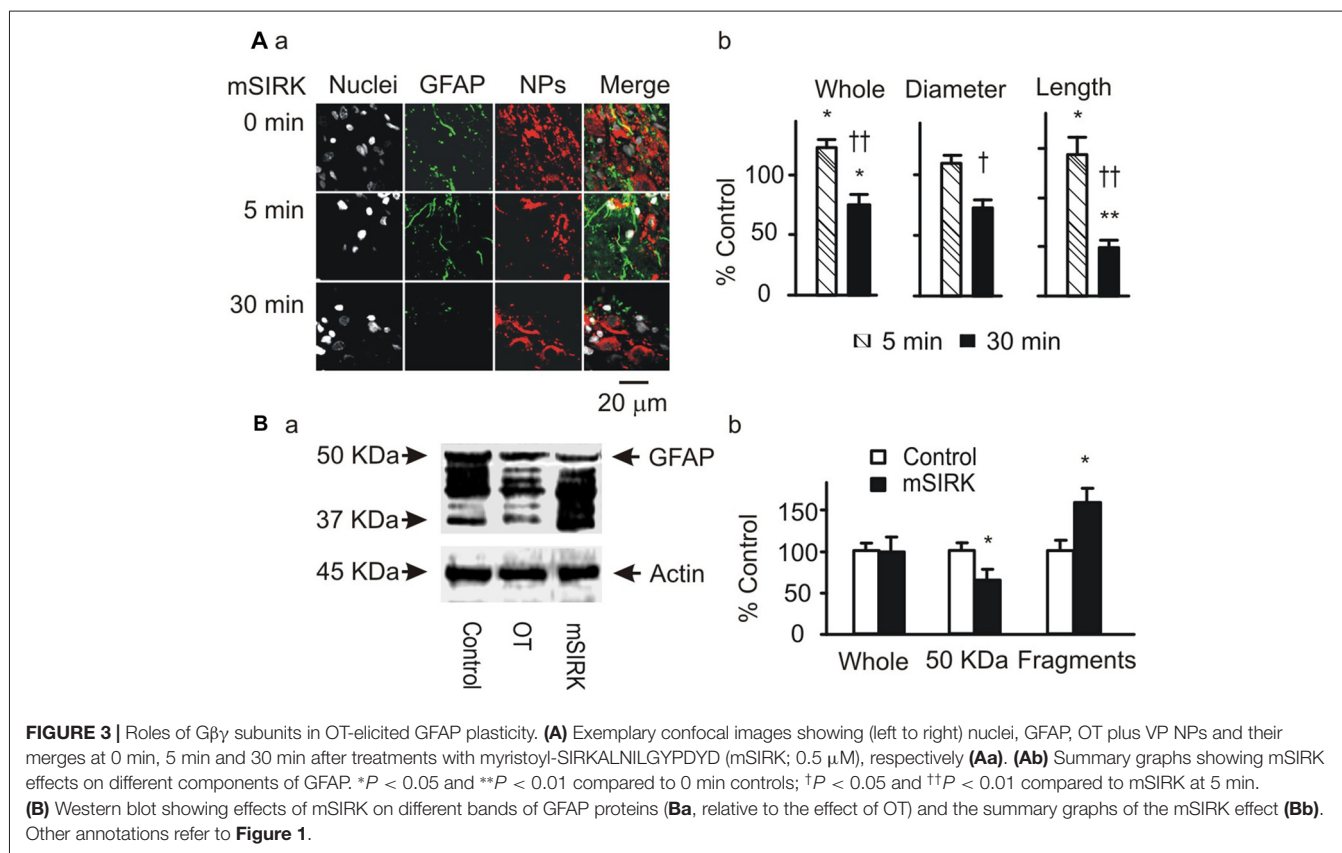 A a
mSIRK Nuclei GFAP NPs Merge
0 min
5 min
30 min
20 μm
b
Whole Diameter Length
* †† * † * †† **
% Control
100
50
0
5 min 30 min
B a
50 KDa GFAP
37 KDa
45 KDa Actin
Control OT mSIRK
b
Control
mSIRK
* *
% Control
150
100
50
0
Whole 50 KDa Fragments
FIGURE 3 | Roles of Gβγ subunits in OT-elicited GFAP plasticity. (A) Exemplary confocal images showing (left to right) nuclei, GFAP, OT plus VP NPs and their
merges at 0 min, 5 min and 30 min after treatments with myristoyl-SIRKALNILGYPDYD (mSIRK; 0.5 μM), respectively (Aa). (Ab) Summary graphs showing mSIRK
effects on different components of GFAP. *P < 0.05 and **P < 0.01 compared to 0 min controls; †P < 0.05 and ††P < 0.01 compared to mSIRK at 5 min.
(B) Western blot showing effects of mSIRK on different bands of GFAP proteins (Ba, relative to the effect of OT) and the summary graphs of the mSIRK effect (Bb).
Other annotations refer to Figure 1.